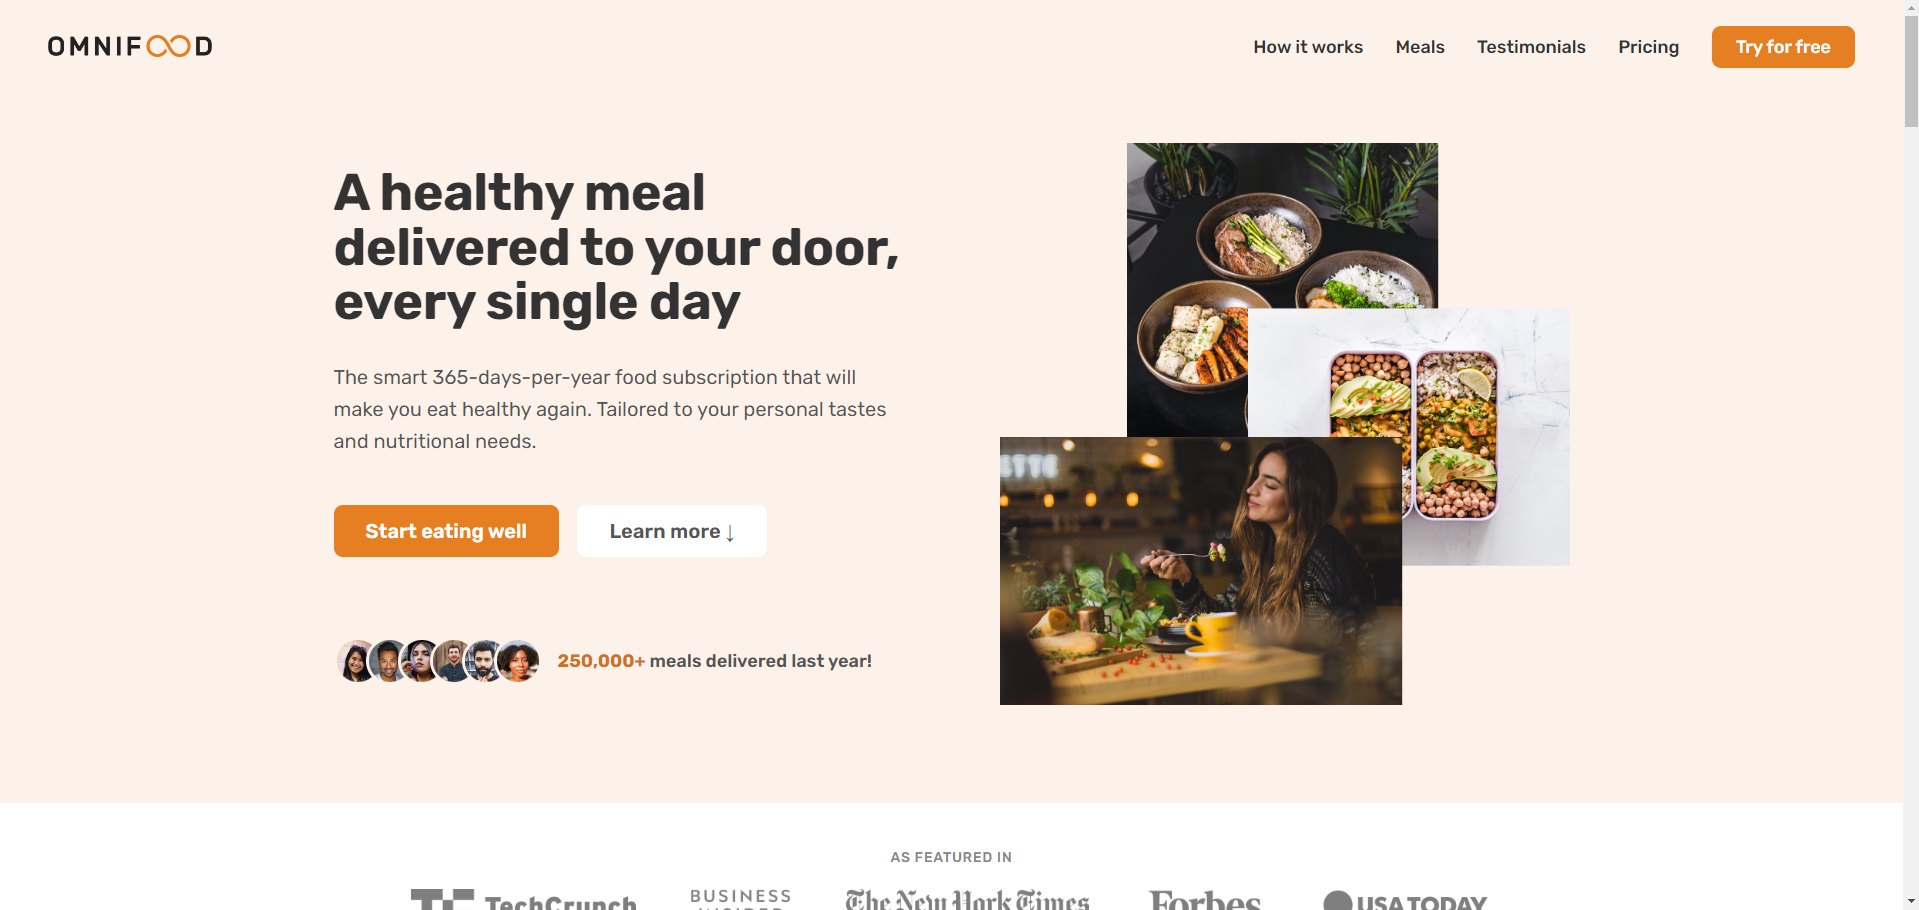 OMNIFOOD
How it works
Meals
Testimonials
Pricing
Try for free
A healthy meal
delivered to your door,
every single day
The smart 365-days-per-year food subscription that will
make you eat healthy again. Tailored to your personal tastes
and nutritional needs.
Start eating well
Learn more ↓
250,000+ meals delivered last year!
ETTE
AS FEATURED IN
TechCrunch
BUSINESS
INSIDER
The New York Times
Forbes
USA TODAY